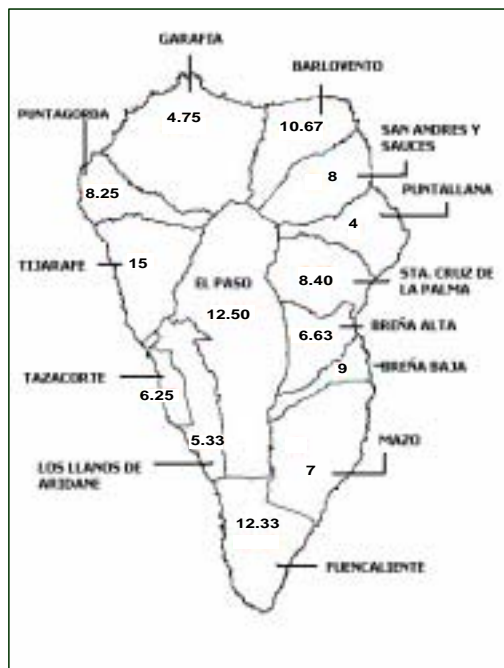 GARAFIA
BARLOVENTO
4.75
10.67
PUNTAGORDA
SAN ANDRES Y
SAUCES
8
8.25
PUNTALLANA
4
TIJARAFE
15
EL PASO
8.40
STA. CRUZ DE
LA PALMA
12.50
6.63
BREÑA ALTA
9
BREÑA BAJA
TAZACORTE
6.25
5.33
LOS LLANOS DE
ARIDANE
MAZO
7
12.33
FUENCALIENTE